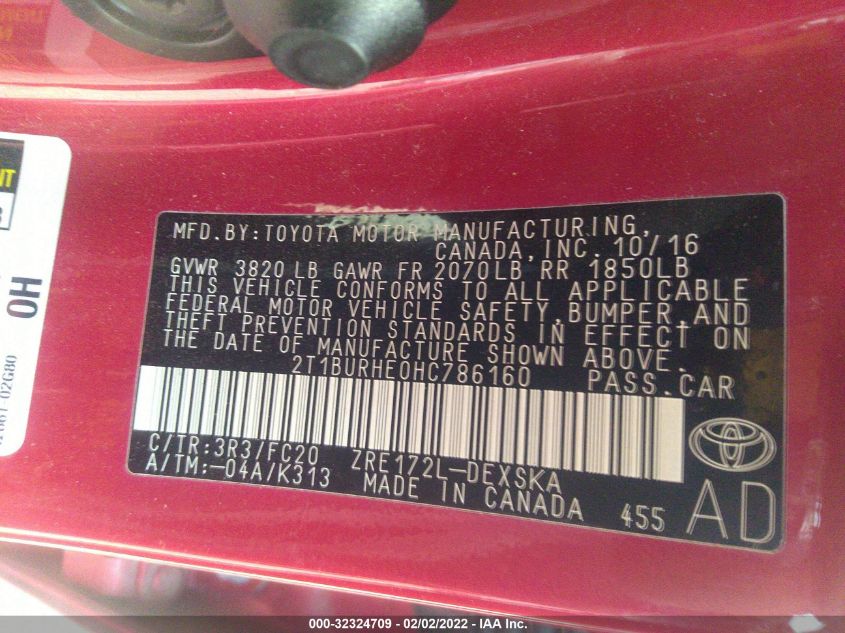 MFD.BY:TOYOTA MOTOR MANUFACTURING,
CANADA,INC. 10/16
GVWR 3820 LB GAWR FR 2070LB RR 1850LB
THIS VEHICLE CONFORMS TO ALL APPLICABLE
FEDERAL MOTOR VEHICLE SAFETY,BUMPER,AND
THEFT PREVENTION STANDARDS IN EFFECT ON
THE DATE OF MANUFACTURE SHOWN ABOVE.
2T1BURHE0HC786160 PASS.CAR
C/TR:3R3/FC20 ZRE172L-DEXSKA
A/TM:-04A/K313 MADE IN CANADA 455
AD
OH
000-32324709 - 02/02/2022 - IAA Inc.